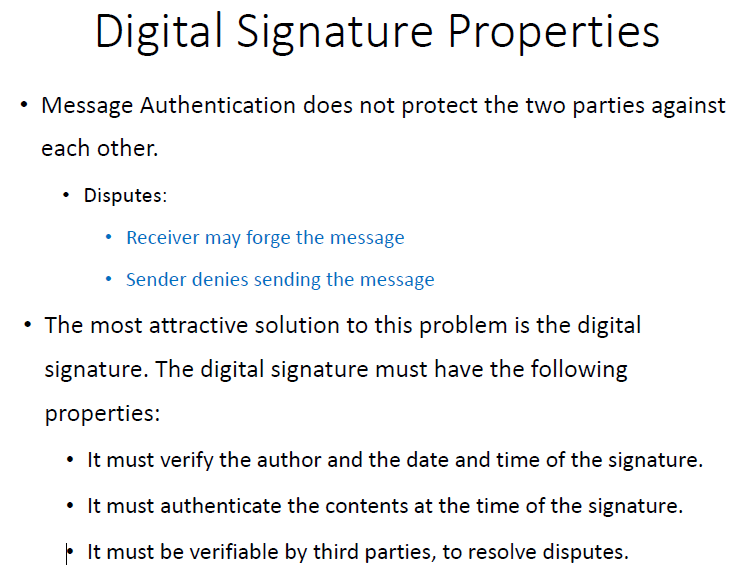 Digital Signature Properties
• Message Authentication does not protect the two parties against
each other.
• Disputes:
• Receiver may forge the message
• Sender denies sending the message
• The most attractive solution to this problem is the digital
signature. The digital signature must have the following
properties:
• It must verify the author and the date and time of the signature.
• It must authenticate the contents at the time of the signature.
• It must be verifiable by third parties, to resolve disputes.